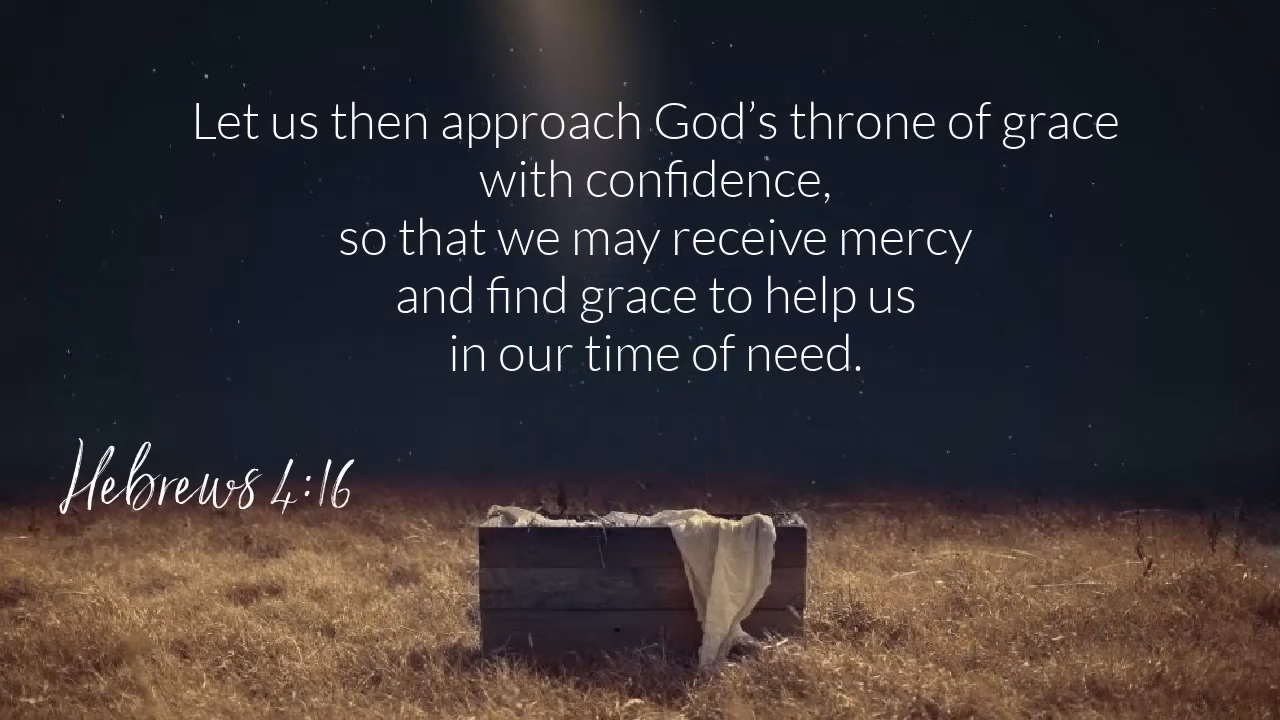 Let us then approach God’s throne of grace
with confidence,
so that we may receive mercy
and find grace to help us
in our time of need.
Hebrews 4:16